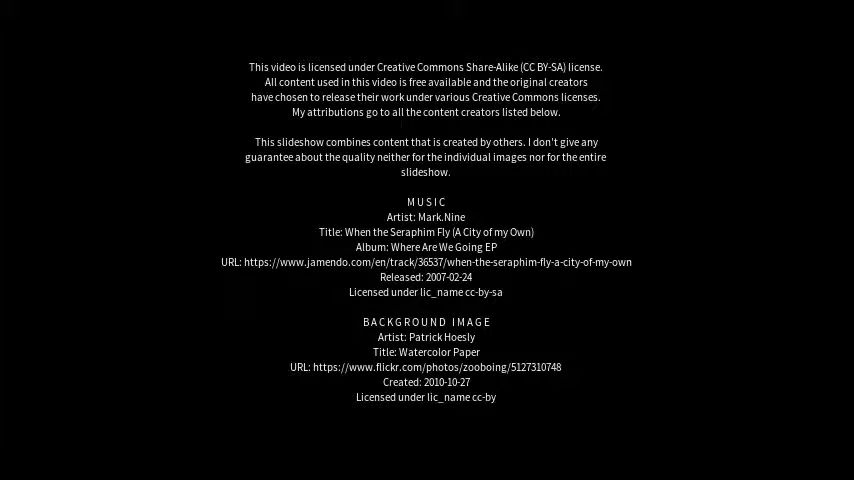 This video is licensed under Creative Commons Share-Alike (CC BY-SA) license.
All content used in this video is free available and the original creators
have chosen to release their work under various Creative Commons licenses.
My attributions go to all the content creators listed below.
This slideshow combines content that is created by others. I don't give any
guarantee about the quality neither for the individual images nor for the entire
slideshow.
MUSIC
Artist: Mark.Nine
Title: When the Seraphim Fly (A City of my Own)
Album: Where Are We Going EP
URL: https://www.jamendo.com/en/track/36537/when-the-seraphim-fly-a-city-of-my-own
Released: 2007-02-24
Licensed under lic_name cc-by-sa
BACKGROUND IMAGE
Artist: Patrick Hoesly
Title: Watercolor Paper
URL: https://www.flickr.com/photos/zooboing/5127310748
Created: 2010-10-27
Licensed under lic_name cc-by